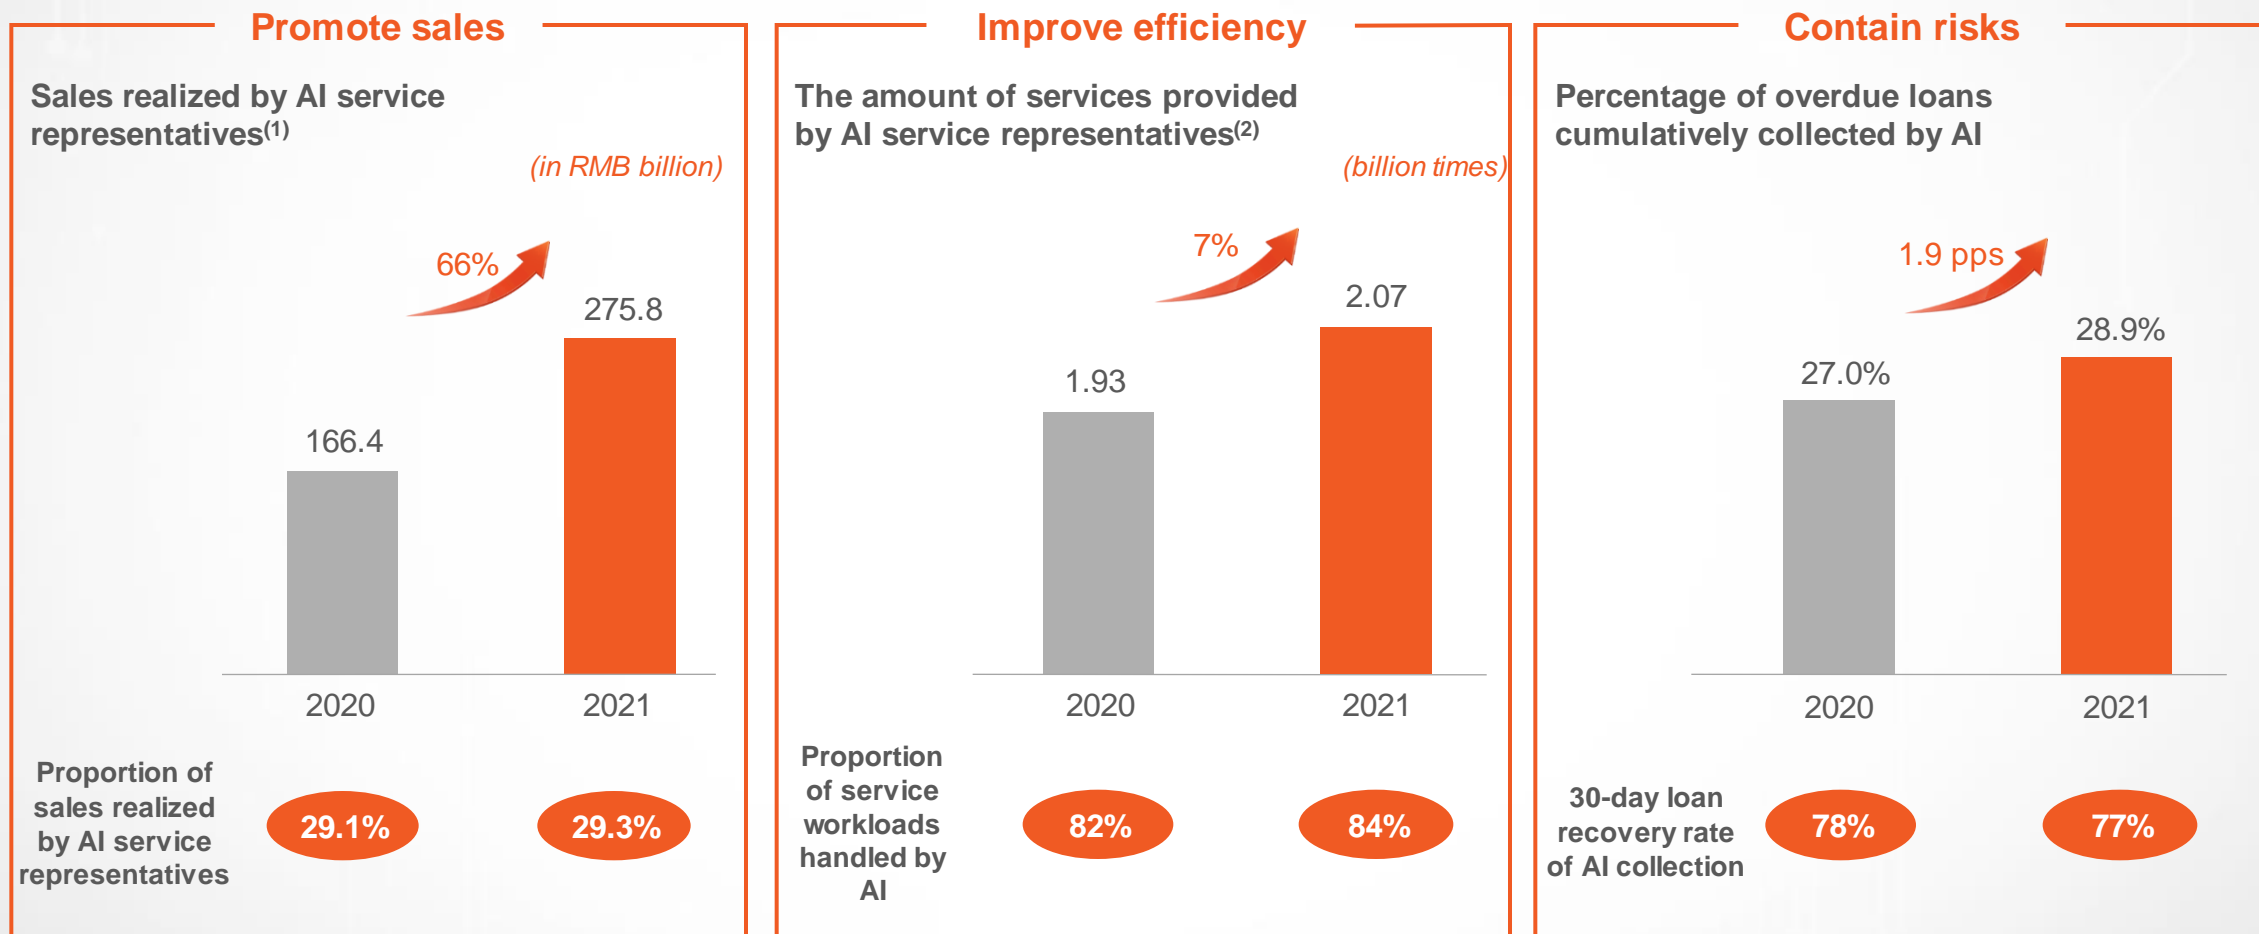 Promote sales
Sales realized by AI service
representatives(1)
(in RMB billion)
66%
275.8
166.4
2020
2021
Proportion of
sales realized
by AI service
representatives
29.1%
29.3%
Improve efficiency
The amount of services provided
by AI service representatives(2)
(billion times)
7%
2.07
1.93
2020
2021
Proportion
of service
workloads
handled by
AI
82%
84%
Contain risks
Percentage of overdue loans
cumulatively collected by AI
1.9 pps
28.9%
27.0%
2020
2021
30-day loan
recovery rate
of AI collection
78%
77%